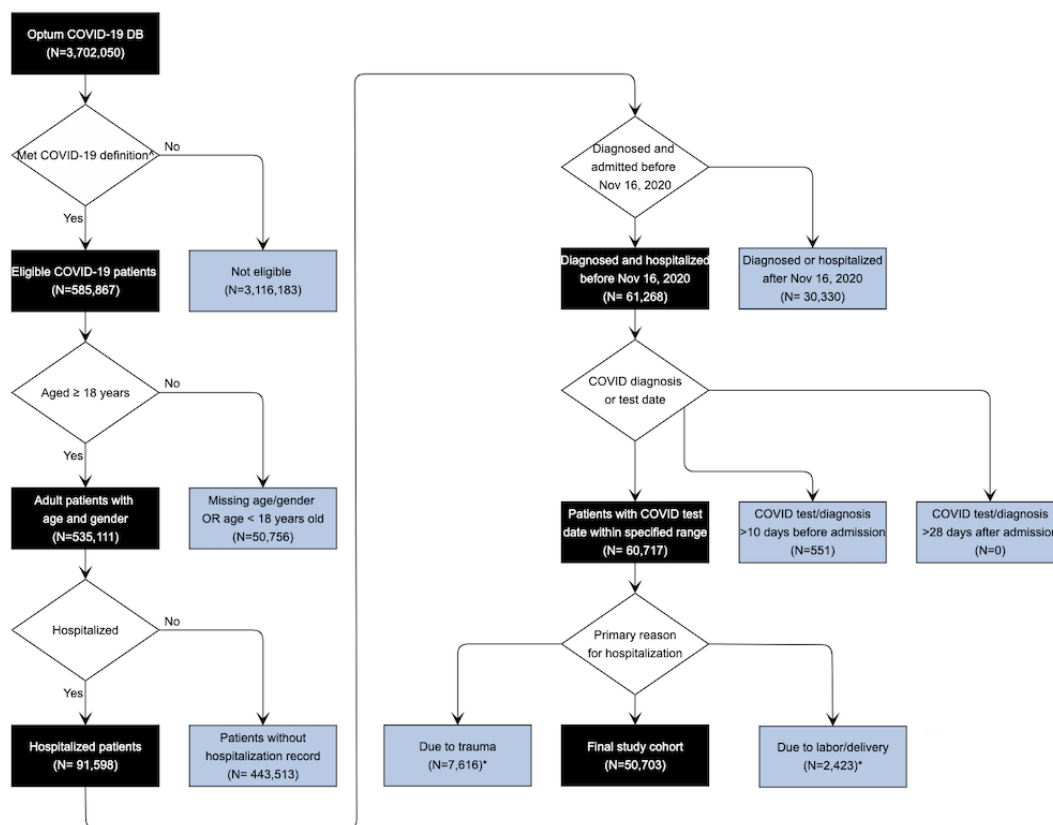 Optum COVID-19 DB
(N=3,702,050)
Met COVID-19 definition^
No
Yes
Eligible COVID-19 patients
(N=585,867)
Not eligible
(N=3,116,183)
Aged ≥ 18 years
No
Yes
Adult patients with
age and gender
(N=535,111)
Missing age/gender
OR age < 18 years old
(N=50,756)
Hospitalized
No
Yes
Hospitalized patients
(N= 91,598)
Patients without
hospitalization record
(N= 443,513)
Diagnosed and
admitted before
Nov 16, 2020
Diagnosed and hospitalized
before Nov 16, 2020
(N= 61,268)
Diagnosed or hospitalized
after Nov 16, 2020
(N= 30,330)
COVID diagnosis
or test date
Patients with COVID test
date within specified range
(N= 60,717)
COVID test/diagnosis
>10 days before admission
(N=551)
COVID test/diagnosis
>28 days after admission
(N=0)
Primary reason
for hospitalization
Due to trauma
(N=7,616)*
Final study cohort
(N=50,703)
Due to labor/delivery
(N=2,423)*